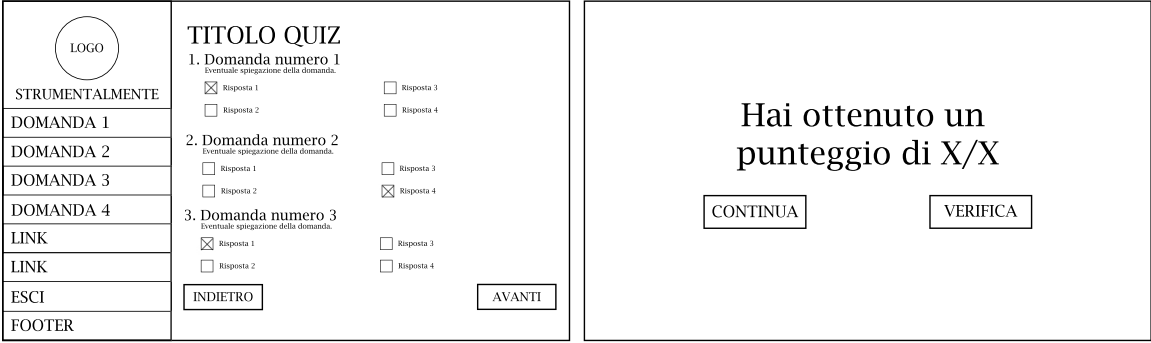 LOGO
STRUMENTALMENTE
DOMANDA 1
DOMANDA 2
DOMANDA 3
DOMANDA 4
LINK
LINK
ESCI
FOOTER
TITOLO QUIZ
1. Domanda numero 1
Eventuale spiegazione della domanda.
Risposta 1
Risposta 3
Risposta 2
Risposta 4
2. Domanda numero 2
Eventuale spiegazione della domanda.
Risposta 1
Risposta 3
Risposta 2
Risposta 4
3. Domanda numero 3
Eventuale spiegazione della domanda.
Risposta 1
Risposta 3
Risposta 2
Risposta 4
INDIETRO
AVANTI
Hai ottenuto un
punteggio di X/X
CONTINUA
VERIFICA